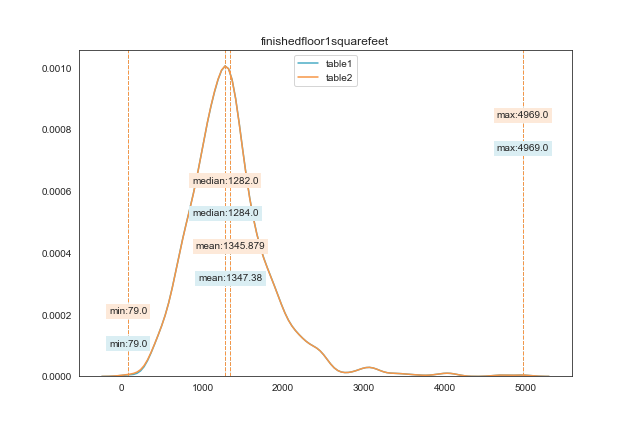 finishedfloor1squarefeet
table1
table2
0.0010
0.0008
0.0006
0.0004
0.0002
0.0000
max:4969.0
max:4969.0
median:1282.0
median:1284.0
mean:1345.879
mean:1347.38
min:79.0
min:79.0
0
1000
2000
3000
4000
5000